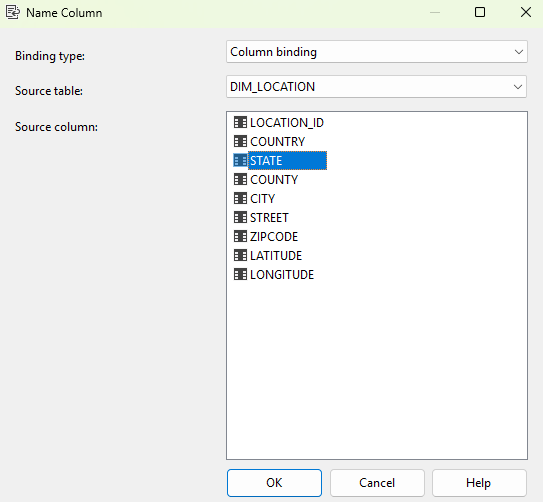 Name Column
Binding type:
Column binding
Source table:
DIM_LOCATION
Source column:
LOCATION_ID
COUNTRY
STATE
COUNTY
CITY
STREET
ZIPCODE
LATITUDE
LONGITUDE
OK
Cancel
Help